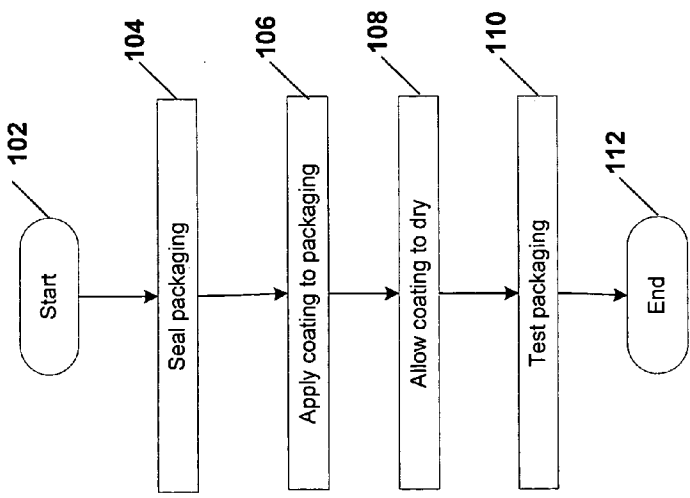 102
Start
104
Seal packaging
106
Apply coating to packaging
108
Allow coating to dry
110
Test packaging
112
End